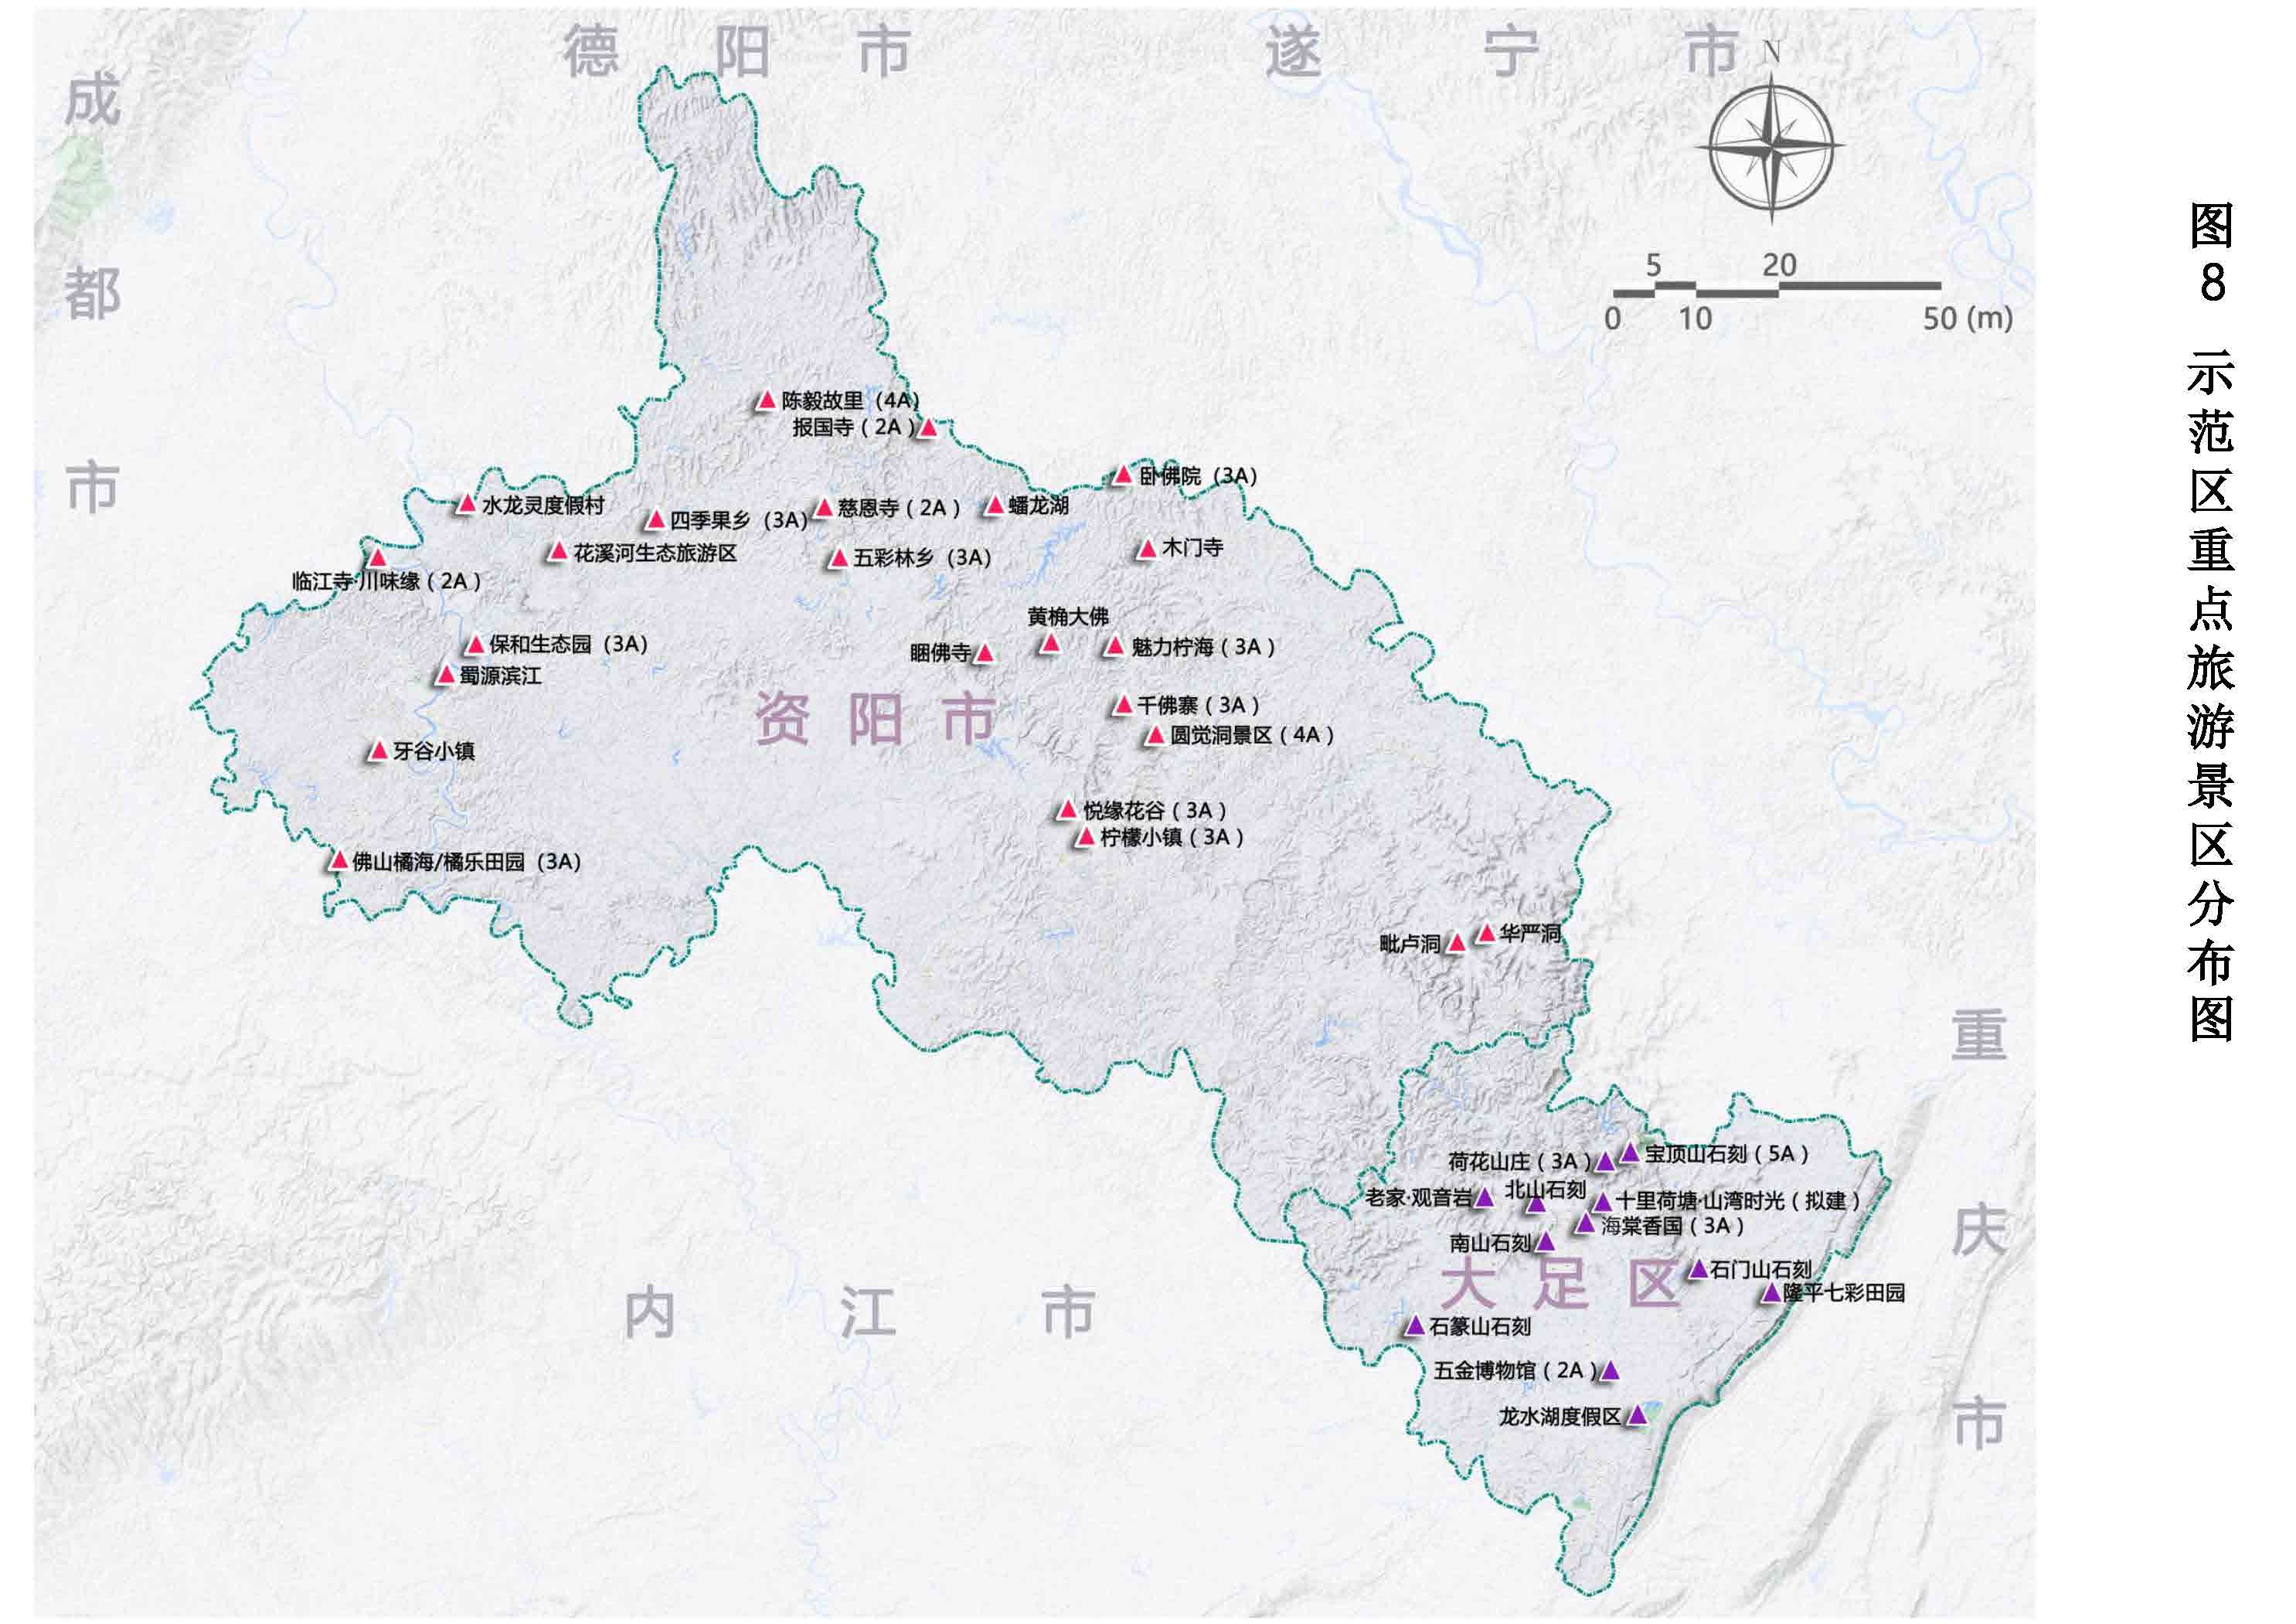 德阳市
遂宁市
N
成都市
5 20
0 10 50 (m)
图8 示范区重点旅游景区分布图
陈毅故里（4A）
报国寺（2A）
卧佛院（3A）
水龙灵度假村
四季果乡（3A）
慈恩寺（2A）
蟠龙湖
花溪河生态旅游区
五彩林乡（3A）
木门寺
临江寺·川味缘（2A）
黄桷大佛
保和生态园（3A）
睏佛寺
魅力柠海（3A）
蜀源滨江
千佛寨（3A）
资阳市
圆觉洞景区（4A）
牙谷小镇
悦缘花谷（3A）
柠檬小镇（3A）
佛山橘海/橘乐田园（3A）
毗卢洞
华严洞
重庆市
荷花山庄（3A）
宝顶山石刻（5A）
老家·观音岩
北山石刻
十里荷塘·山湾时光（拟建）
海棠香国（3A）
南山石刻
大足区
石门山石刻
隆平七彩田园
内江市
石篆山石刻
五金博物馆（2A）
龙水湖度假区